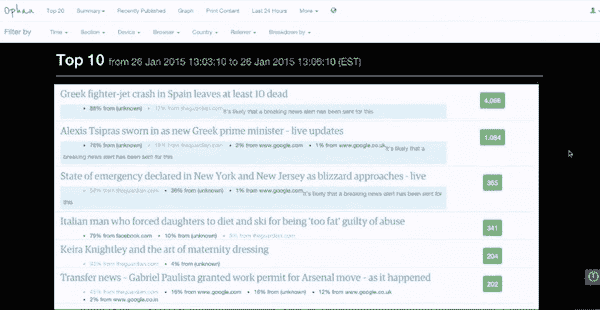 Ophan Top 20 Summary Recently Published Graph Print Content Last 24 Hours More
Filter by Time Section Device Browser Country Referrer Breakdown by
Top 10 from 26 Jan 2015 13:03:10 to 26 Jan 2015 13:06:10 (EST)
Greek fighter-jet crash in Spain leaves at least 10 dead 4,066
88% from (unknown) 12% theguardian.com It's likely that a breaking news alert has been sent for this
Alexis Tsipras sworn in as new Greek prime minister - live updates 1,084
76% from (unknown) from theguardian.com 2% from www.google.com 1% from www.google.co.uk It's likely that a
breaking news alert has been sent for this
State of emergency declared in New York and New Jersey as blizzard approaches - live 365
from theguardian.com 36% from (unknown) 1% from www.google.com It's likely that a breaking news alert has been sent for
this
Italian man who forced daughters to diet and ski for being 'too fat' guilty of abuse 341
79% from facebook.com 10% from (unknown) from theguardian.com
Keira Knightley and the art of maternity dressing 204
from theguardian.com 4% from (unknown)
Transfer news – Gabriel Paulista granted work permit for Arsenal move – as it happened 202
from theguardian.com 16% from www.google.com 16% from (unknown) 12% from www.google.co.uk
2% from www.google.co.in